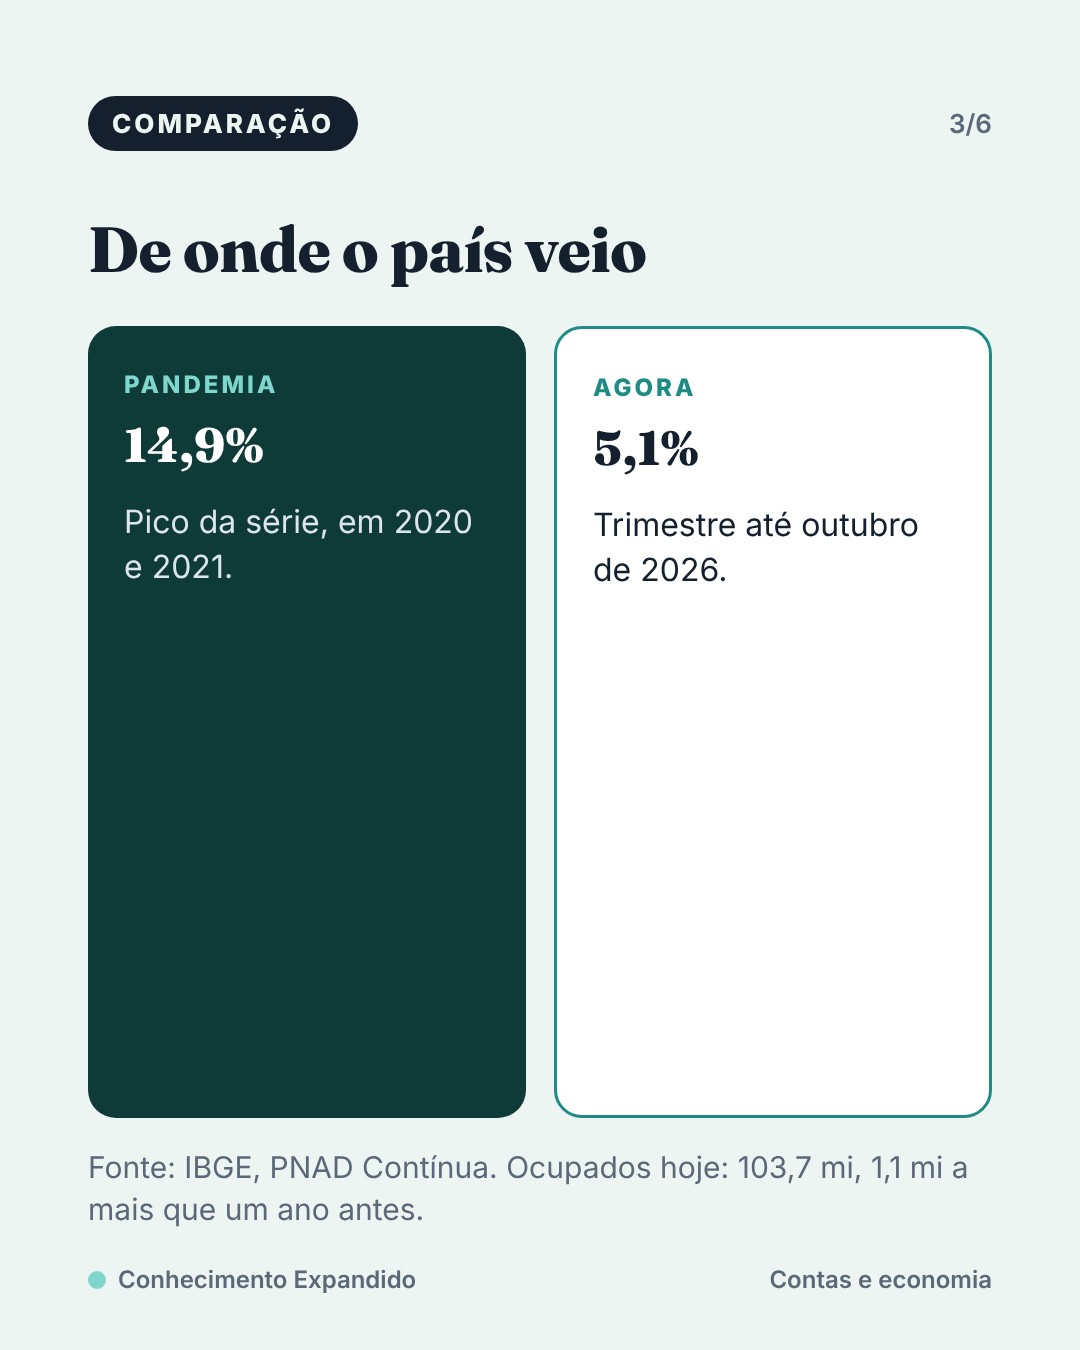 COMPARAÇÃO
3/6
De onde o país veio
PANDEMIA
14,9%
Pico da série, em 2020
e 2021.
AGORA
5,1%
Trimestre até outubro
de 2026.
Fonte: IBGE, PNAD Contínua. Ocupados hoje: 103,7 mi, 1,1 mi a
mais que um ano antes.
Conhecimento Expandido
Contas e economia